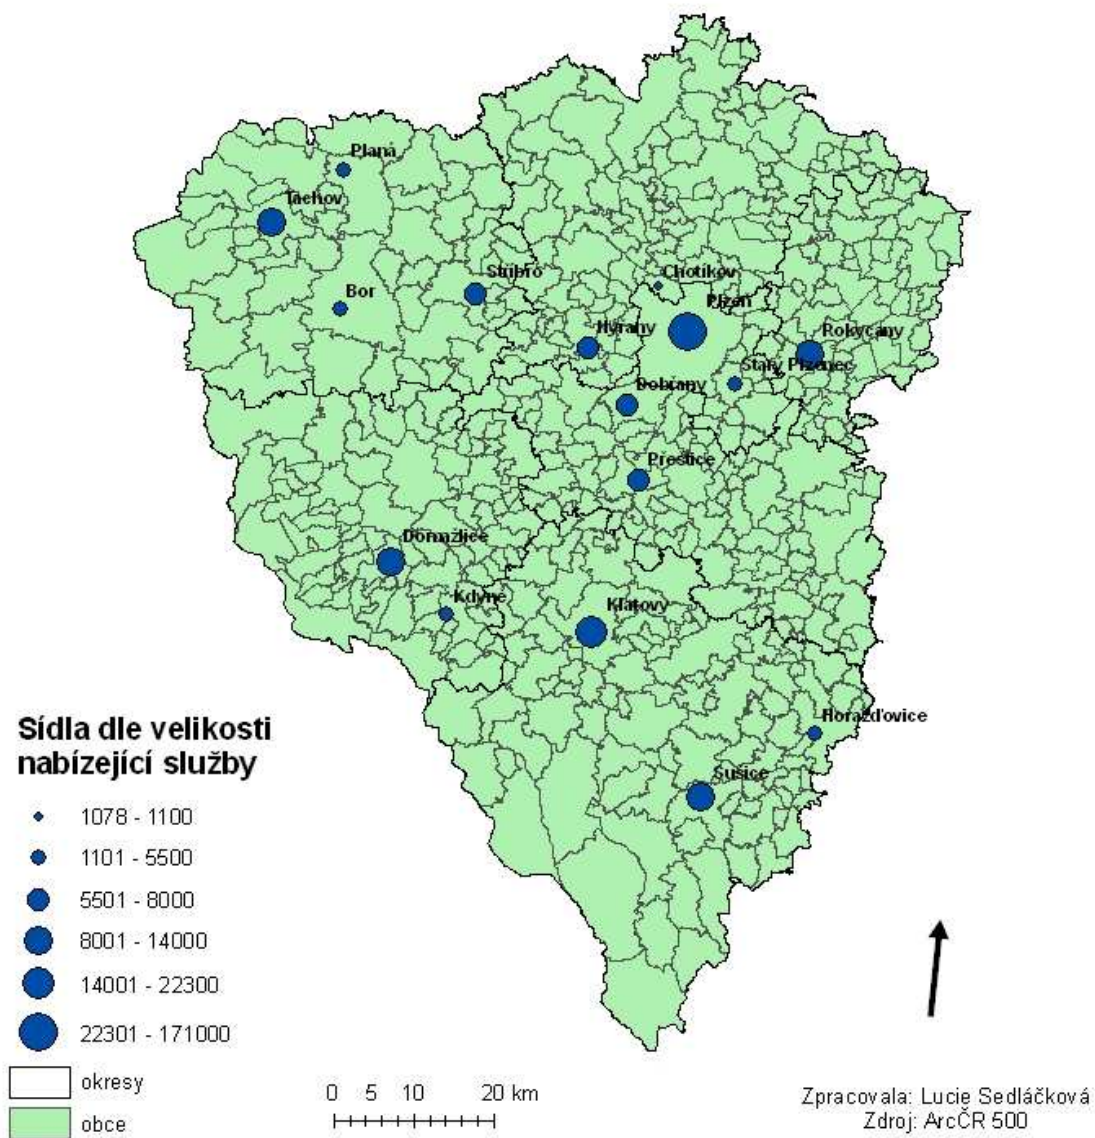 Planá
Tachov
Chotíkov
Stříbro
Bor
Plzeň
Nýřany
Rokycany
Starý Plzenec
Dobřany
Přeštice
Domažlice
Kdyně
Klatovy
Horažďovice
Sušice
Sídla dle velikosti
nabízející služby
1078 - 1100
1101 - 5500
5501 - 8000
8001 - 14000
14001 - 22300
22301 - 171000
okresy
obce
0 5 10 20 km
Zpracovala: Lucie Sedláčková
Zdroj: ArcČR 500